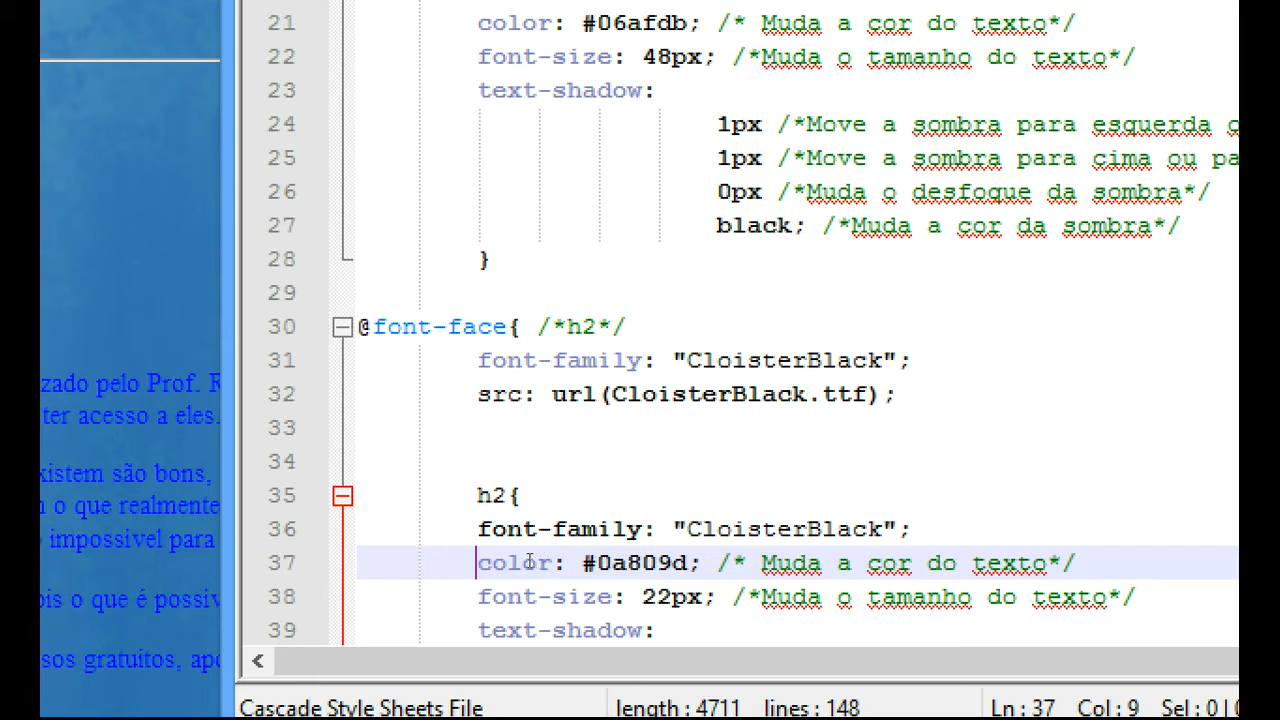 zado pelo Prof. R
ter acesso a eles.
xistem são bons,
n o que realmente
impossivel para
ois o que é possiv
sos gratuitos, apo
21 color: #06afdb; /* Muda a cor do texto*/
22 font-size: 48px; /*Muda o tamanho do texto*/
23 text-shadow:
24 1px /*Move a sombra para esquerda o
25 1px /*Move a sombra para cima ou pa
26 0px /*Muda o desfoque da sombra*/
27 black; /*Muda a cor da sombra*/
28 }
29
30 @font-face{ /*h2*/
31 font-family: "CloisterBlack";
32 src: url(CloisterBlack.ttf);
33
34
35 h2{
36 font-family: "CloisterBlack";
37 color: #0a809d; /* Muda a cor do texto*/
38 font-size: 22px; /*Muda o tamanho do texto*/
39 text-shadow:
Cascade Style Sheets File length : 4711 lines : 148 Ln : 37 Col : 9 Sel : 0 | 0